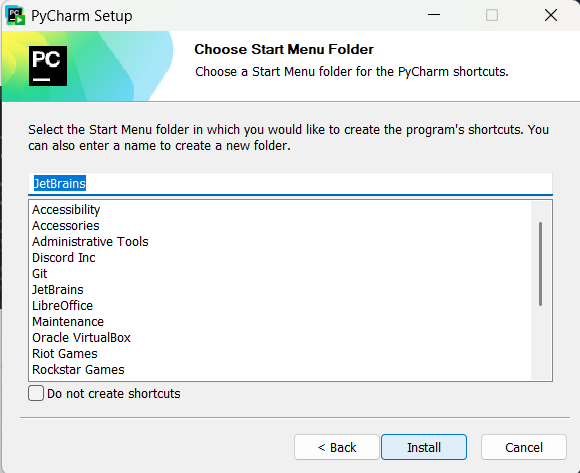 PyCharm Setup
PC
Choose Start Menu Folder
Choose a Start Menu folder for the PyCharm shortcuts.
Select the Start Menu folder in which you would like to create the program's shortcuts. You
can also enter a name to create a new folder.
JetBrains
Accessibility
Accessories
Administrative Tools
Discord Inc
Git
JetBrains
LibreOffice
Maintenance
Oracle VirtualBox
Riot Games
Rockstar Games
Do not create shortcuts
< Back
Install
Cancel